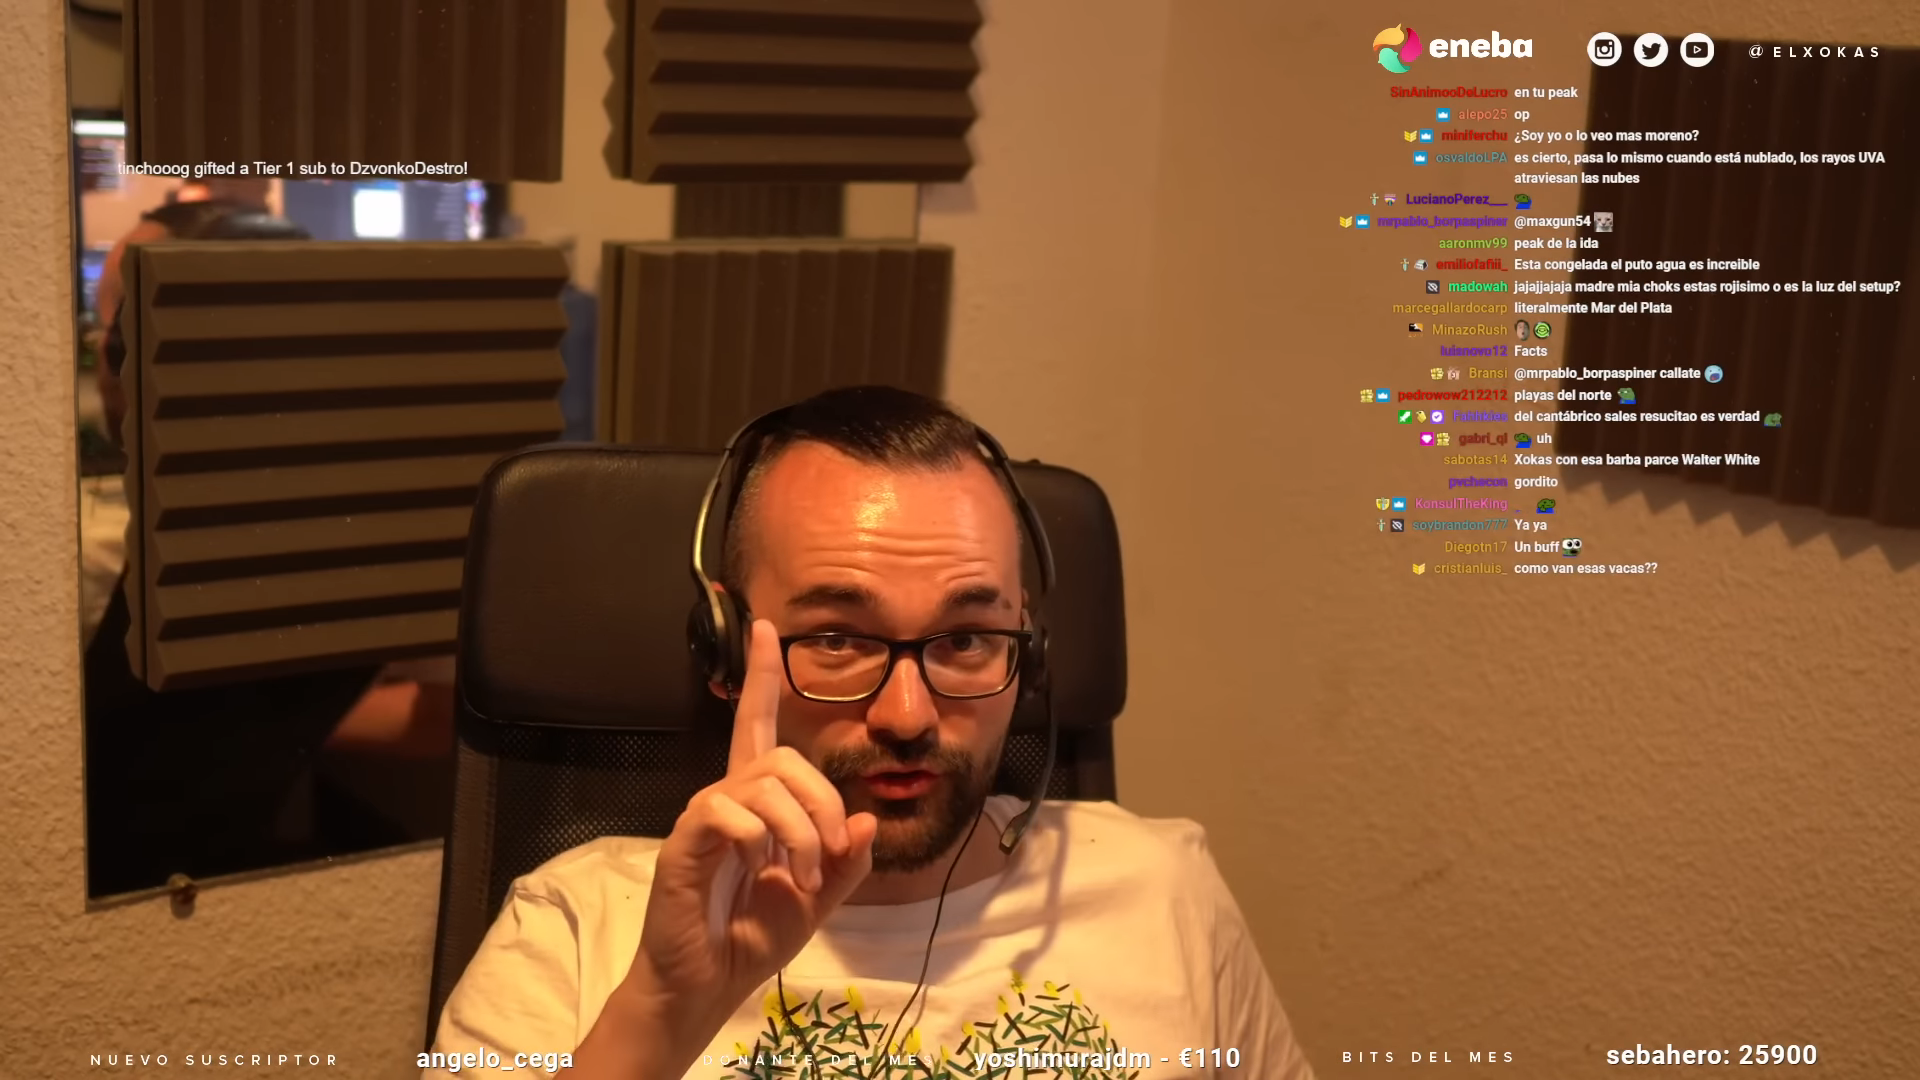 eneba
@ELXOKAS
SinAnimooDeLucro en tu peak
alepo25 op
miniferchu ¿Soy yo o lo veo mas moreno?
osvaldoLPA es cierto, pasa lo mismo cuando está nublado, los rayos UVA
atraviesan las nubes
tinchooog gifted a Tier 1 sub to DzvonkoDestro!
LucianoPerez___
mrpablo_borpaspiner @maxgun54
aaronmv99 peak de la ida
emiliofafiii_ Esta congelada el puto agua es increible
madowah jajajjajaja madre mia choks estas rojisimo o es la luz del setup?
marcegallardocarp literalmente Mar del Plata
MinazoRush
luisnovo12 Facts
Bransi @mrpablo_borpaspiner callate
pedrowow212212 playas del norte
del cantábrico sales resucitao es verdad
gabri_ql uh
sabotas14 Xokas con esa barba parce Walter White
pvchecon gordito
KonsulTheKing
soybrandon777 Ya ya
Diegotn17 Un buff
cristianluis_ como van esas vacas??
NUEVO SUSCRIPTOR angelo_cega DONANTE DEL MES yoshimurajdm - €110 BITS DEL MES sebahero: 25900